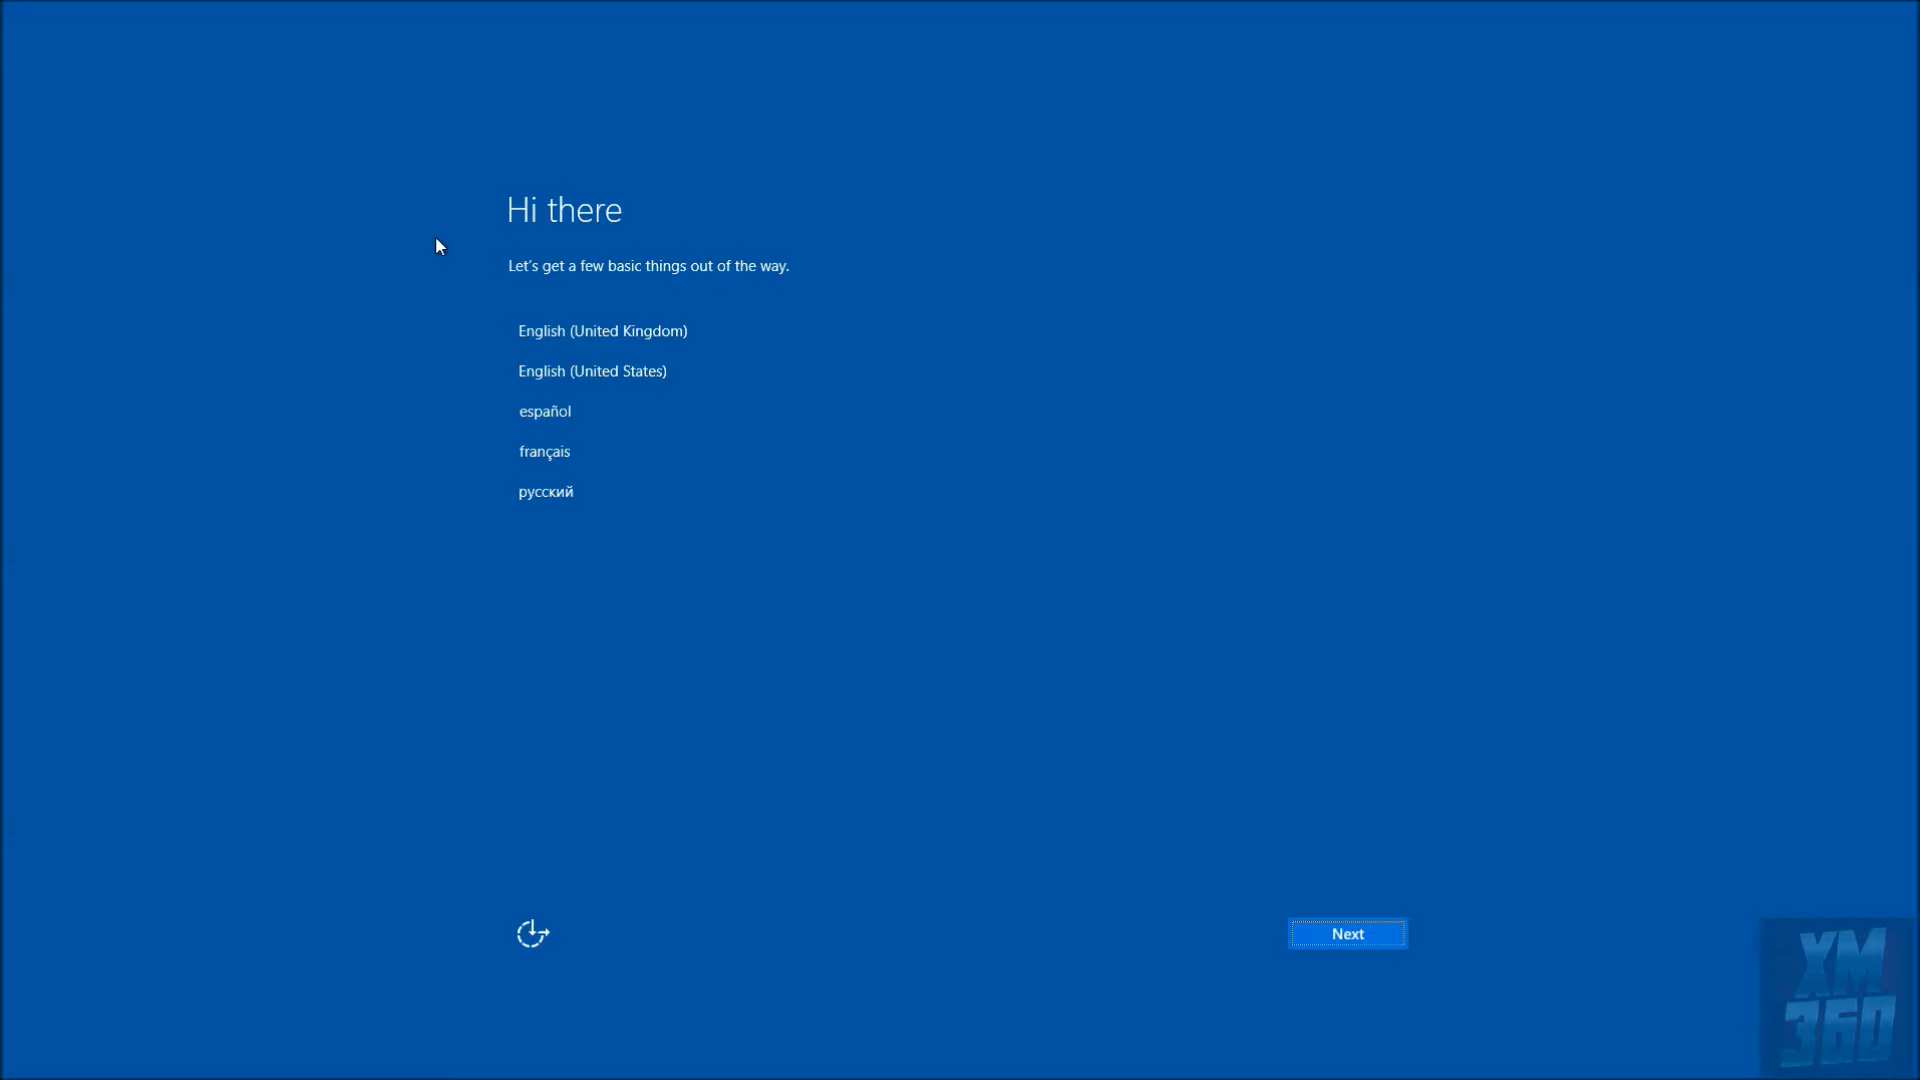 Hi there
Let's get a few basic things out of the way.
English (United Kingdom)
English (United States)
español
français
русский
Next
XM
360